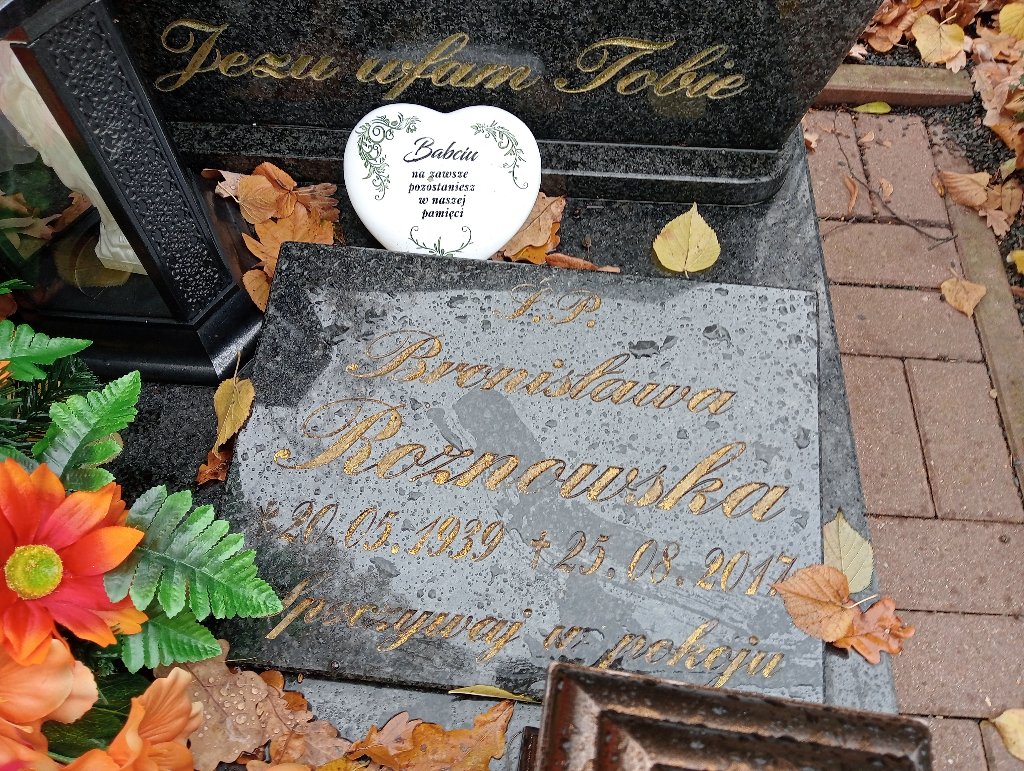 Jezu ufam Tobie
Babciu
na zawsze
pozostaniesz
w naszej
pamięci
Ś.P.
Bronisława
Rożnowska
* 20.05.1939 + 25.08.2017
spoczywaj w pokoju